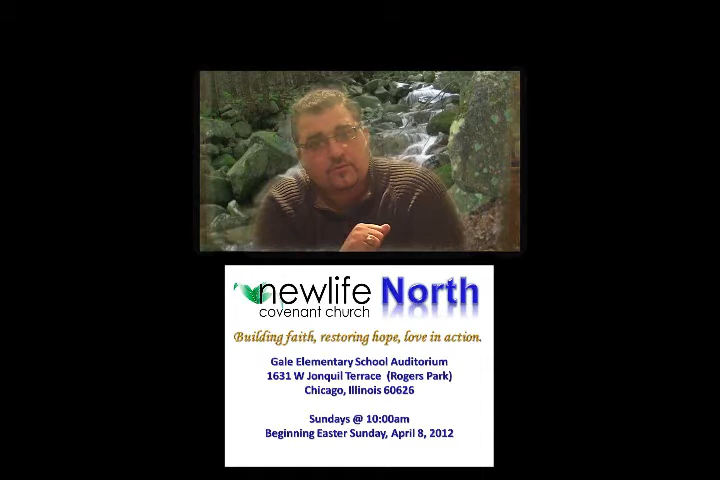 newlife North
covenant church
Building faith, restoring hope, love in action.
Gale Elementary School Auditorium
1631 W Jonquil Terrace (Rogers Park)
Chicago, Illinois 60626
Sundays @ 10:00am
Beginning Easter Sunday, April 8, 2012